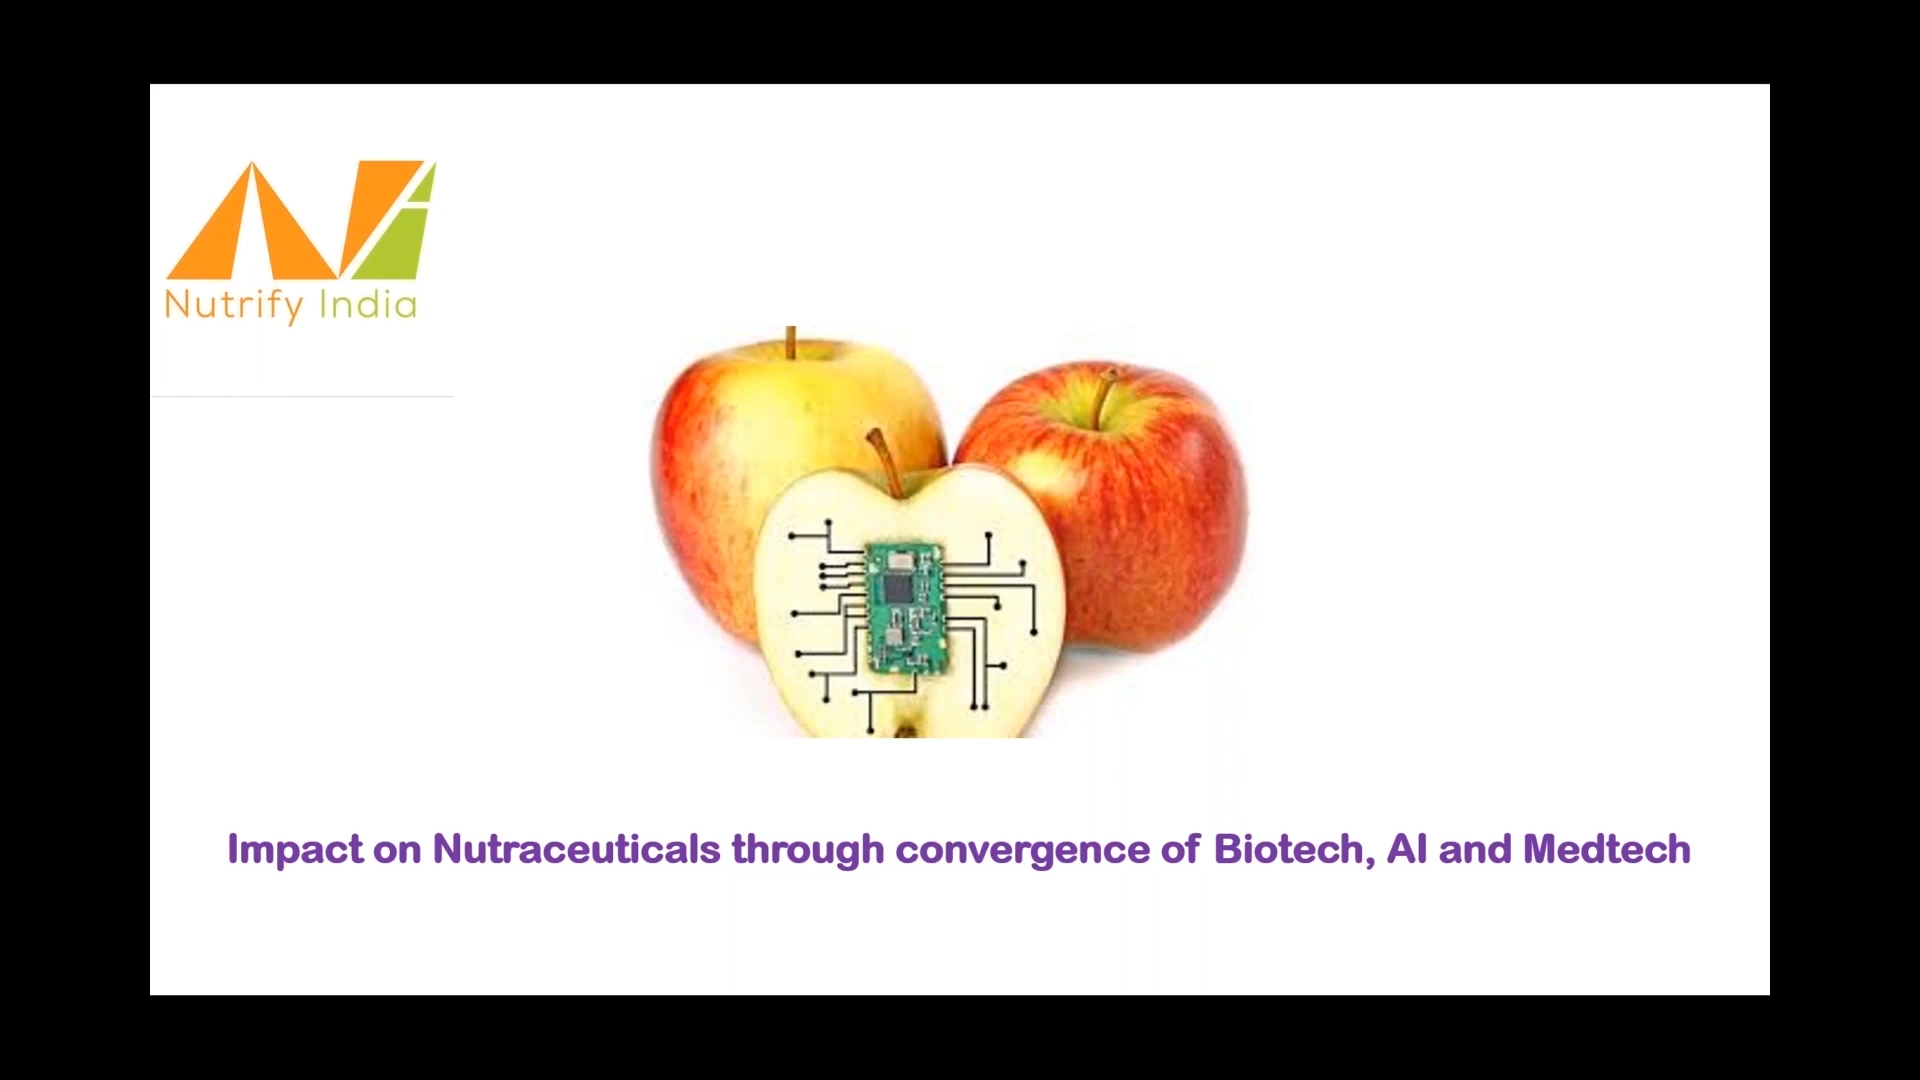 Nutrify India
Impact on Nutraceuticals through convergence of Biotech, AI and Medtech